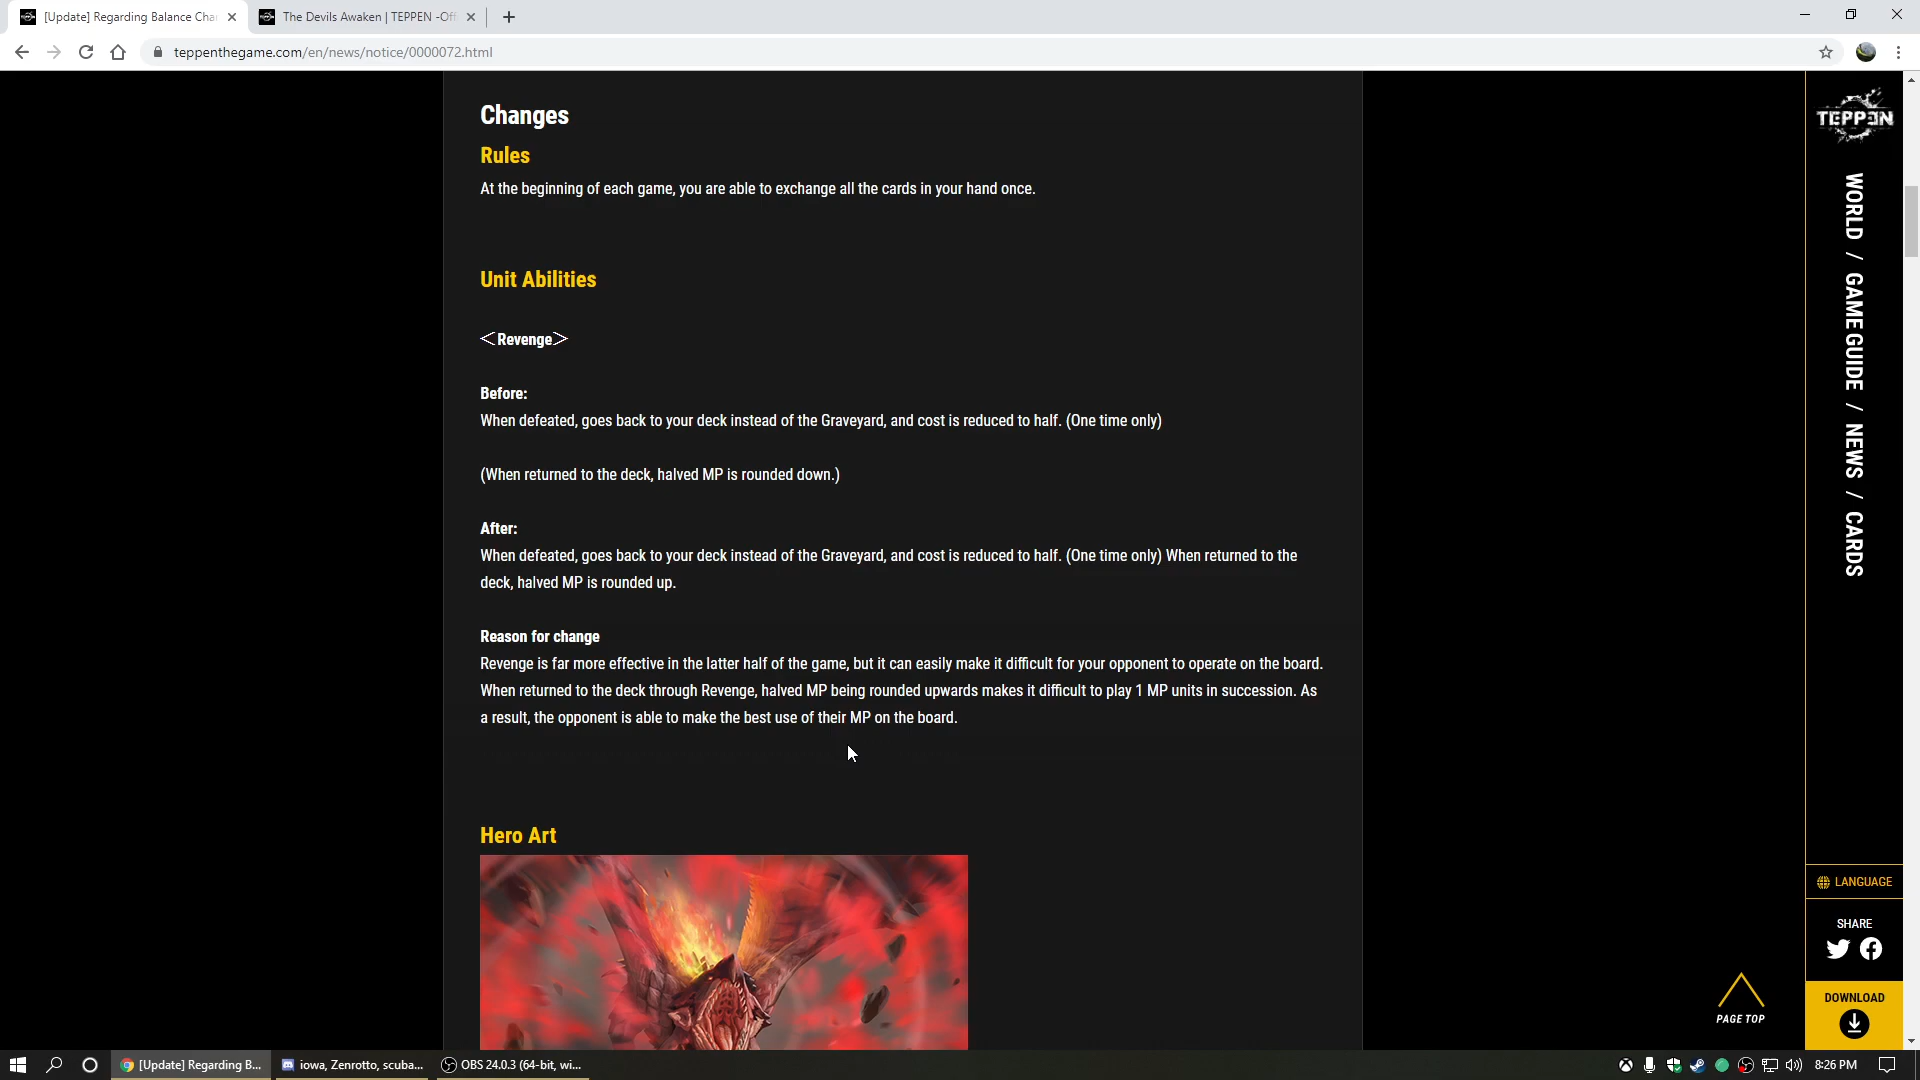 [Update] Regarding Balance Cha
The Devils Awaken | TEPPEN -Off
teppenthegame.com/en/news/notice/0000072.html
Changes
Rules
At the beginning of each game, you are able to exchange all the cards in your hand once.
Unit Abilities
＜Revenge＞
Before:
When defeated, goes back to your deck instead of the Graveyard, and cost is reduced to half. (One time only)
(When returned to the deck, halved MP is rounded down.)
After:
When defeated, goes back to your deck instead of the Graveyard, and cost is reduced to half. (One time only) When returned to the
deck, halved MP is rounded up.
Reason for change
Revenge is far more effective in the latter half of the game, but it can easily make it difficult for your opponent to operate on the board.
When returned to the deck through Revenge, halved MP being rounded upwards makes it difficult to play 1 MP units in succession. As
a result, the opponent is able to make the best use of their MP on the board.
Hero Art
TEPPEN
WORLD / GAME GUIDE / NEWS / CARDS
LANGUAGE
SHARE
DOWNLOAD
PAGE TOP
[Update] Regarding B...
iowa, Zenrotto, scuba...
OBS 24.0.3 (64-bit, wi...
8:26 PM